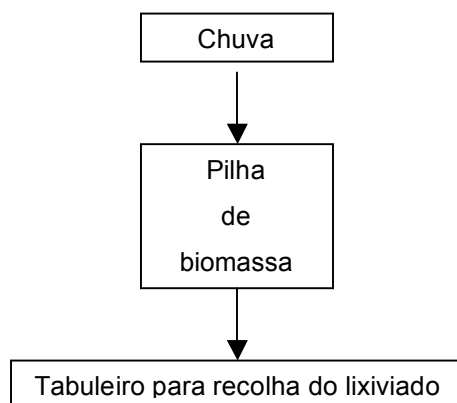 Chuva
Pilha
de
biomassa
Tabuleiro para recolha do lixiviado